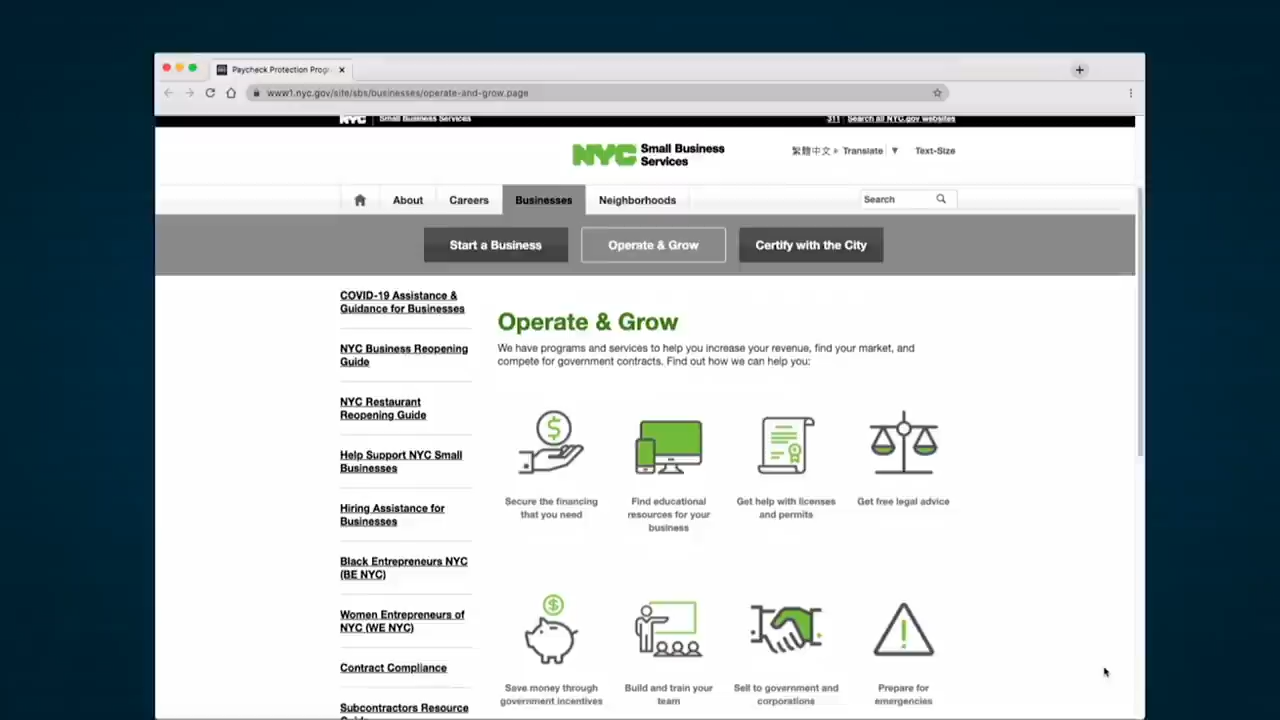 Paycheck Protection Prog
www1.nyc.gov/site/sbs/businesses/operate-and-grow.page
NYC Small Business Services
311 Search all NYC.gov websites
NYC Small Business
Services
繁體中文 Translate ▼ Text-Size
About Careers Businesses Neighborhoods Search
Start a Business Operate & Grow Certify with the City
COVID-19 Assistance &
Guidance for Businesses
NYC Business Reopening
Guide
NYC Restaurant
Reopening Guide
Help Support NYC Small
Businesses
Hiring Assistance for
Businesses
Black Entrepreneurs NYC
(BE NYC)
Women Entrepreneurs of
NYC (WE NYC)
Contract Compliance
Subcontractors Resource
Operate & Grow
We have programs and services to help you increase your revenue, find your market, and
compete for government contracts. Find out how we can help you:
Secure the financing
that you need
Find educational
resources for your
business
Get help with licenses
and permits
Get free legal advice
Save money through
government incentives
Build and train your
team
Sell to government and
corporations
Prepare for
emergencies